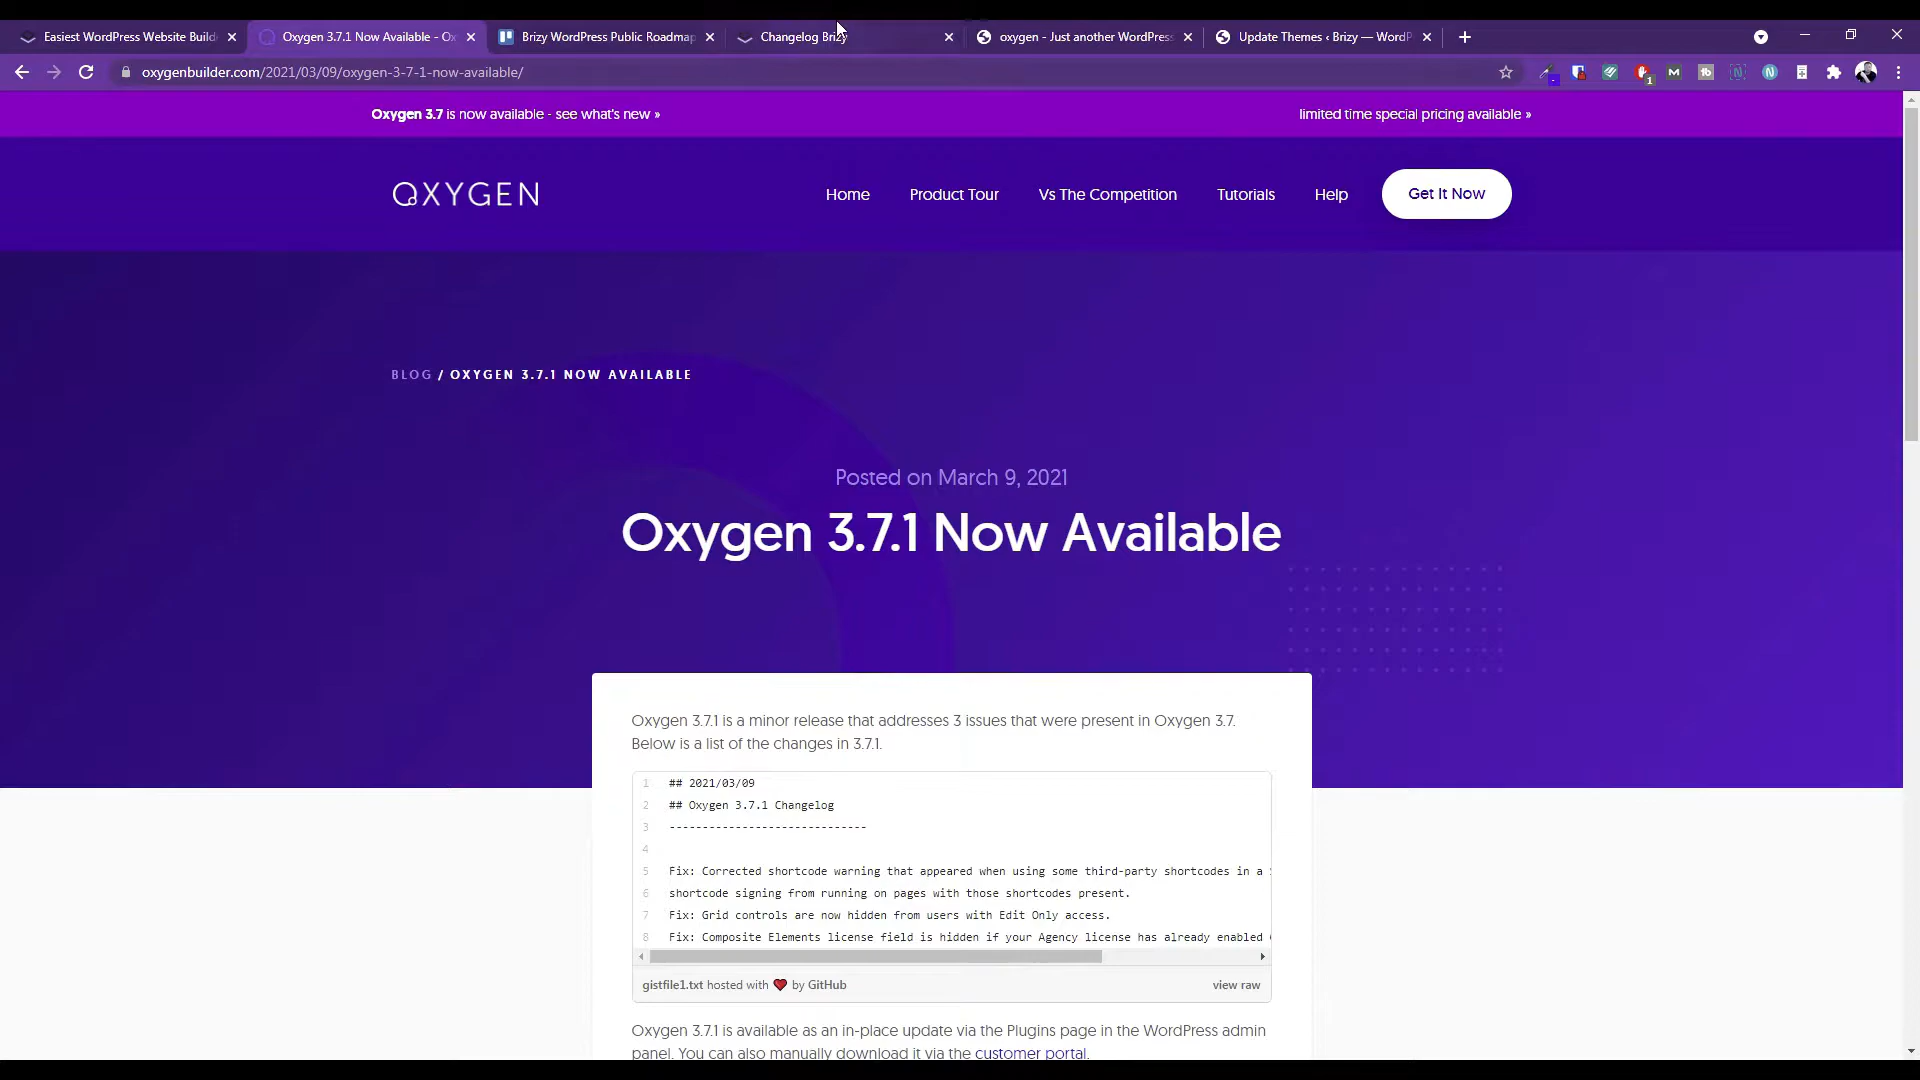 Easiest WordPress Website Build
Oxygen 3.7.1 Now Available - Ox
Brizy WordPress Public Roadmap
Changelog Brizy
oxygen - Just another WordPress
Update Themes ‹ Brizy — WordP
oxygenbuilder.com/2021/03/09/oxygen-3-7-1-now-available/
Oxygen 3.7 is now available - see what's new »
limited time special pricing available »
OXYGEN
Home
Product Tour
Vs The Competition
Tutorials
Help
Get It Now
BLOG / OXYGEN 3.7.1 NOW AVAILABLE
Posted on March 9, 2021
Oxygen 3.7.1 Now Available
Oxygen 3.7.1 is a minor release that addresses 3 issues that were present in Oxygen 3.7.
Below is a list of the changes in 3.7.1.
1 ## 2021/03/09
2 ## Oxygen 3.7.1 Changelog
3 ------------------------------
4
5 Fix: Corrected shortcode warning that appeared when using some third-party shortcodes in a
6 shortcode signing from running on pages with those shortcodes present.
7 Fix: Grid controls are now hidden from users with Edit Only access.
8 Fix: Composite Elements license field is hidden if your Agency license has already enabled
gistfile1.txt hosted with ❤ by GitHub
view raw
Oxygen 3.7.1 is available as an in-place update via the Plugins page in the WordPress admin
panel. You can also manually download it via the customer portal.